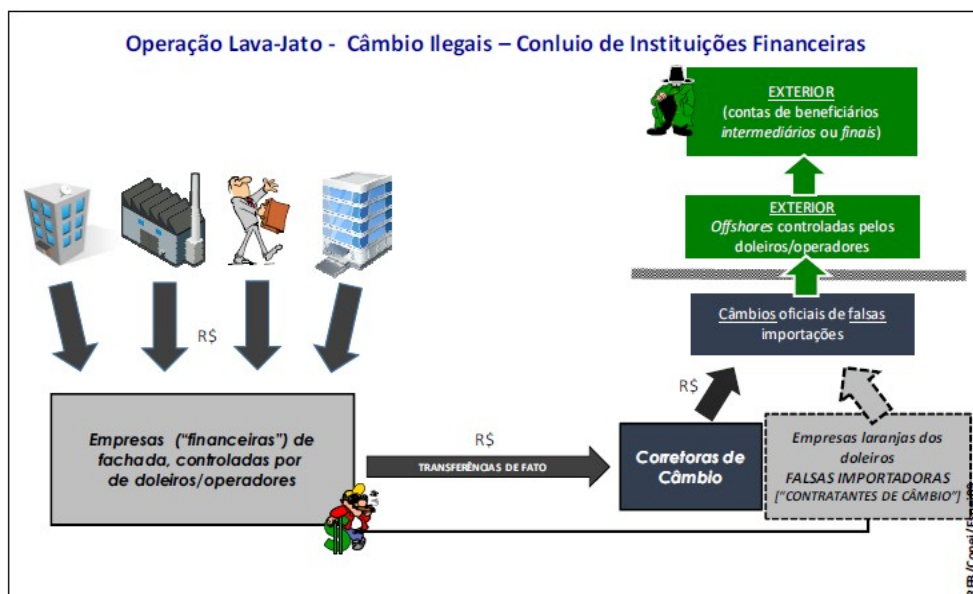 Operação Lava-Jato - Câmbio Ilegais – Conluio de Instituições Financeiras
EXTERIOR
(contas de beneficiários
intermediários ou finais)
EXTERIOR
Offshores controladas pelos
doleiros/operadores
Câmbios oficiais de falsas
importações
R$
R$
Empresas ("financeiras") de
fachada, controladas por
de doleiros/operadores
R$
TRANSFERÊNCIAS DE FATO
Corretoras de
Câmbio
Empresas laranjas dos
doleiros
FALSAS IMPORTADORAS
["CONTRATANTES DE CÂMBIO"]
$